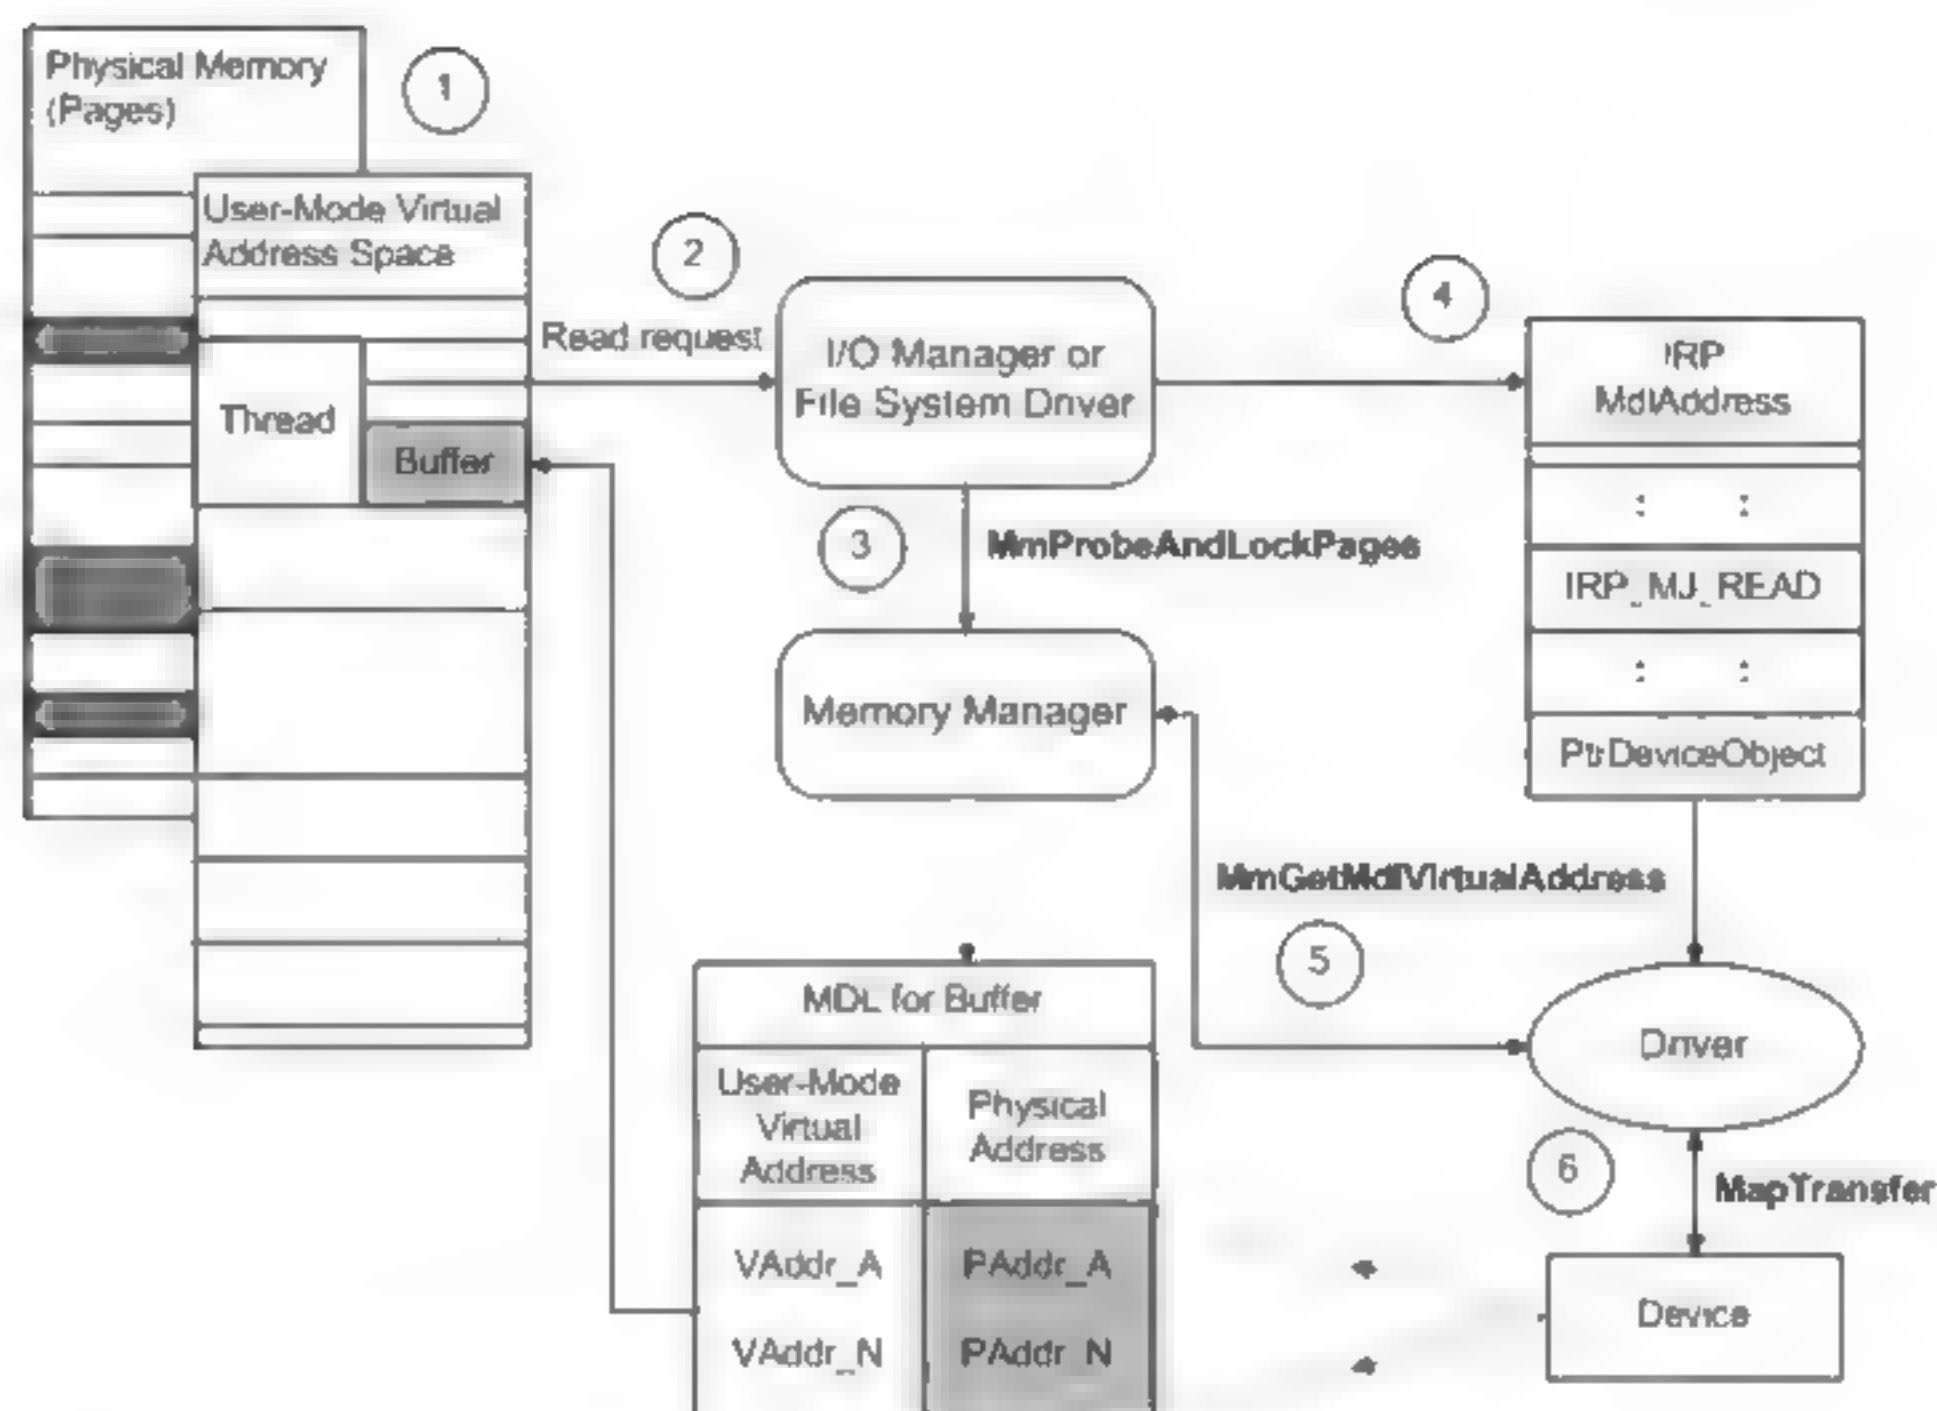 Physical Memory
(Pages)
1
User-Mode Virtual
Address Space
2
Read request
I/O Manager or
File System Driver
4
IRP
MdlAddress
Thread
Buffer
: :
3
MmProbeAndLockPages
IRP_MJ_READ
: :
Memory Manager
PtrDeviceObject
MmGetMdlVirtualAddress
5
MDL for Buffer
Driver
User-Mode
Virtual
Address
Physical
Address
6
MapTransfer
VAddr_A
PAddr_A
Device
VAddr_N
PAddr_N